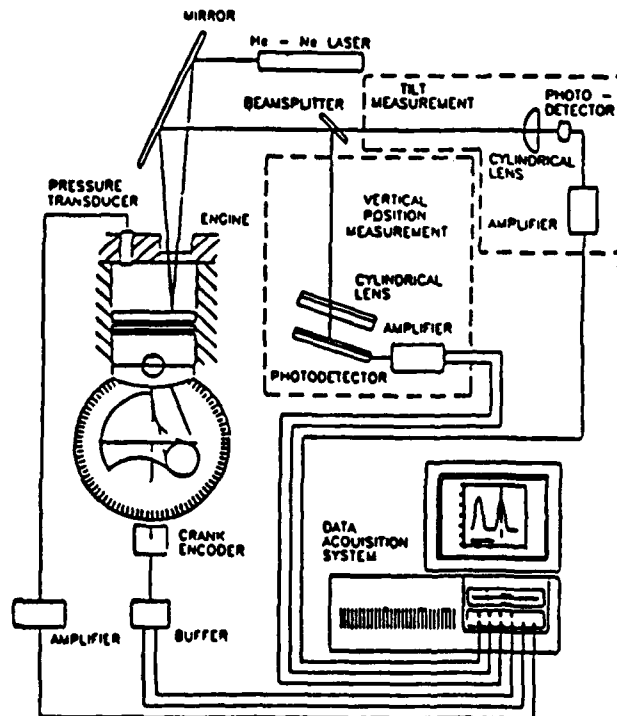 MIRROR
He - Ne LASER
BEAMSPLITTER
TILT
MEASUREMENT
PHOTO -
DETECTOR
CYLINDRICAL
LENS
PRESSURE
TRANSDUCER
ENGINE
VERTICAL
POSITION
MEASUREMENT
AMPLIFIER
CYLINDRICAL
LENS
AMPLIFIER
PHOTODETECTOR
CRANK
ENCODER
DATA
ACQUISITION
SYSTEM
AMPLIFIER
BUFFER